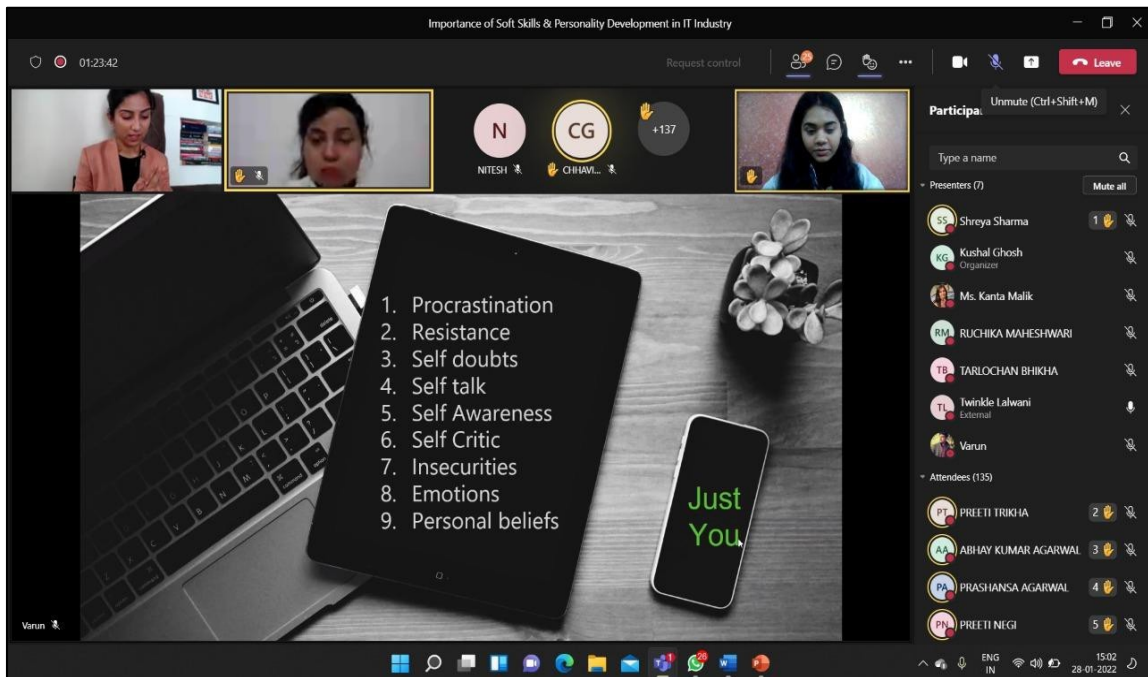 Importance of Soft Skills & Personality Development in IT Industry
01:23:42
Request control
25
Leave
Unmute (Ctrl+Shift+M)
N
NITESH
CG
CHHAVI...
+137
Participa
Type a name
Presenters (7)
Mute all
SS
Shreya Sharma
1
KG
Kushal Ghosh
Organizer
Ms. Kanta Malik
RM
RUCHIKA MAHESHWARI
TB
TARLOCHAN BHIKHA
TL
Twinkle Lalwani
External
Varun
Attendees (135)
PT
PREETI TRIKHA
2
AA
ABHAY KUMAR AGARWAL
3
PA
PRASHANSA AGARWAL
4
PN
PREETI NEGI
5
1. Procrastination
2. Resistance
3. Self doubts
4. Self talk
5. Self Awareness
6. Self Critic
7. Insecurities
8. Emotions
9. Personal beliefs
Just
You
Varun
1
26
ENG
IN
15:02
28-01-2022